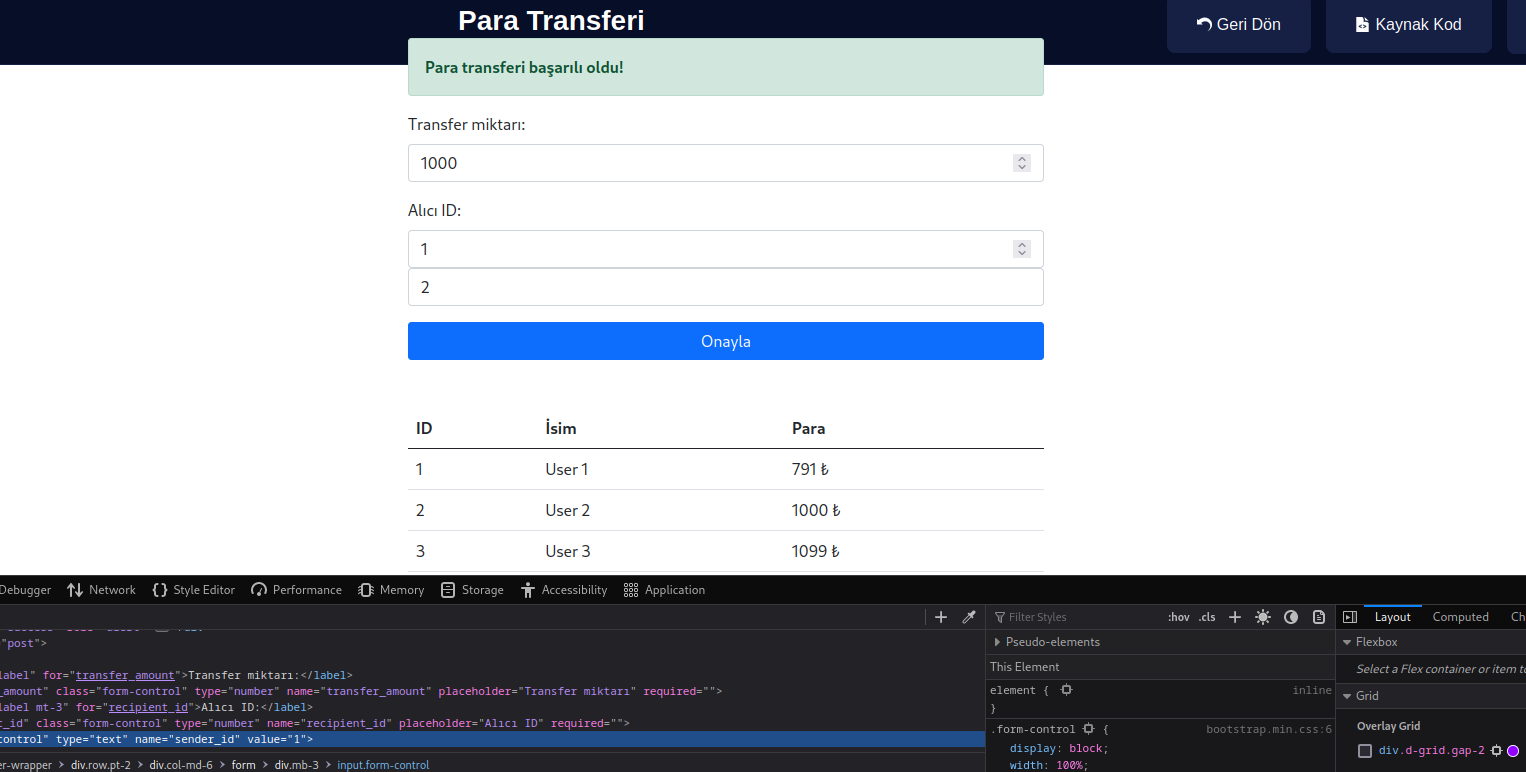 Para Transferi
Geri Dön
Kaynak Kod
Para transferi başarılı oldu!
Transfer miktarı:
1000
Alıcı ID:
1
2
Onayla
ID İsim Para
1 User 1 791 ₺
2 User 2 1000 ₺
3 User 3 1099 ₺
Debugger Network Style Editor Performance Memory Storage Accessibility Application
Filter Styles :hov .cls
Layout Computed Ch
="post">
label" for="transfer_amount">Transfer miktarı:</label>
_amount" class="form-control" type="number" name="transfer_amount" placeholder="Transfer miktarı" required="">
label mt-3" for="recipient_id">Alıcı ID:</label>
t_id" class="form-control" type="number" name="recipient_id" placeholder="Alıcı ID" required="">
control" type="text" name="sender_id" value="1">
er-wrapper > div.row.pt-2 > div.col-md-6 > form > div.mb-3 > input.form-control
Pseudo-elements
This Element
element { inline
}
.form-control { bootstrap.min.css:6
display: block;
width: 100%;
Flexbox
Select a Flex container or item to
Grid
Overlay Grid
div.d-grid.gap-2